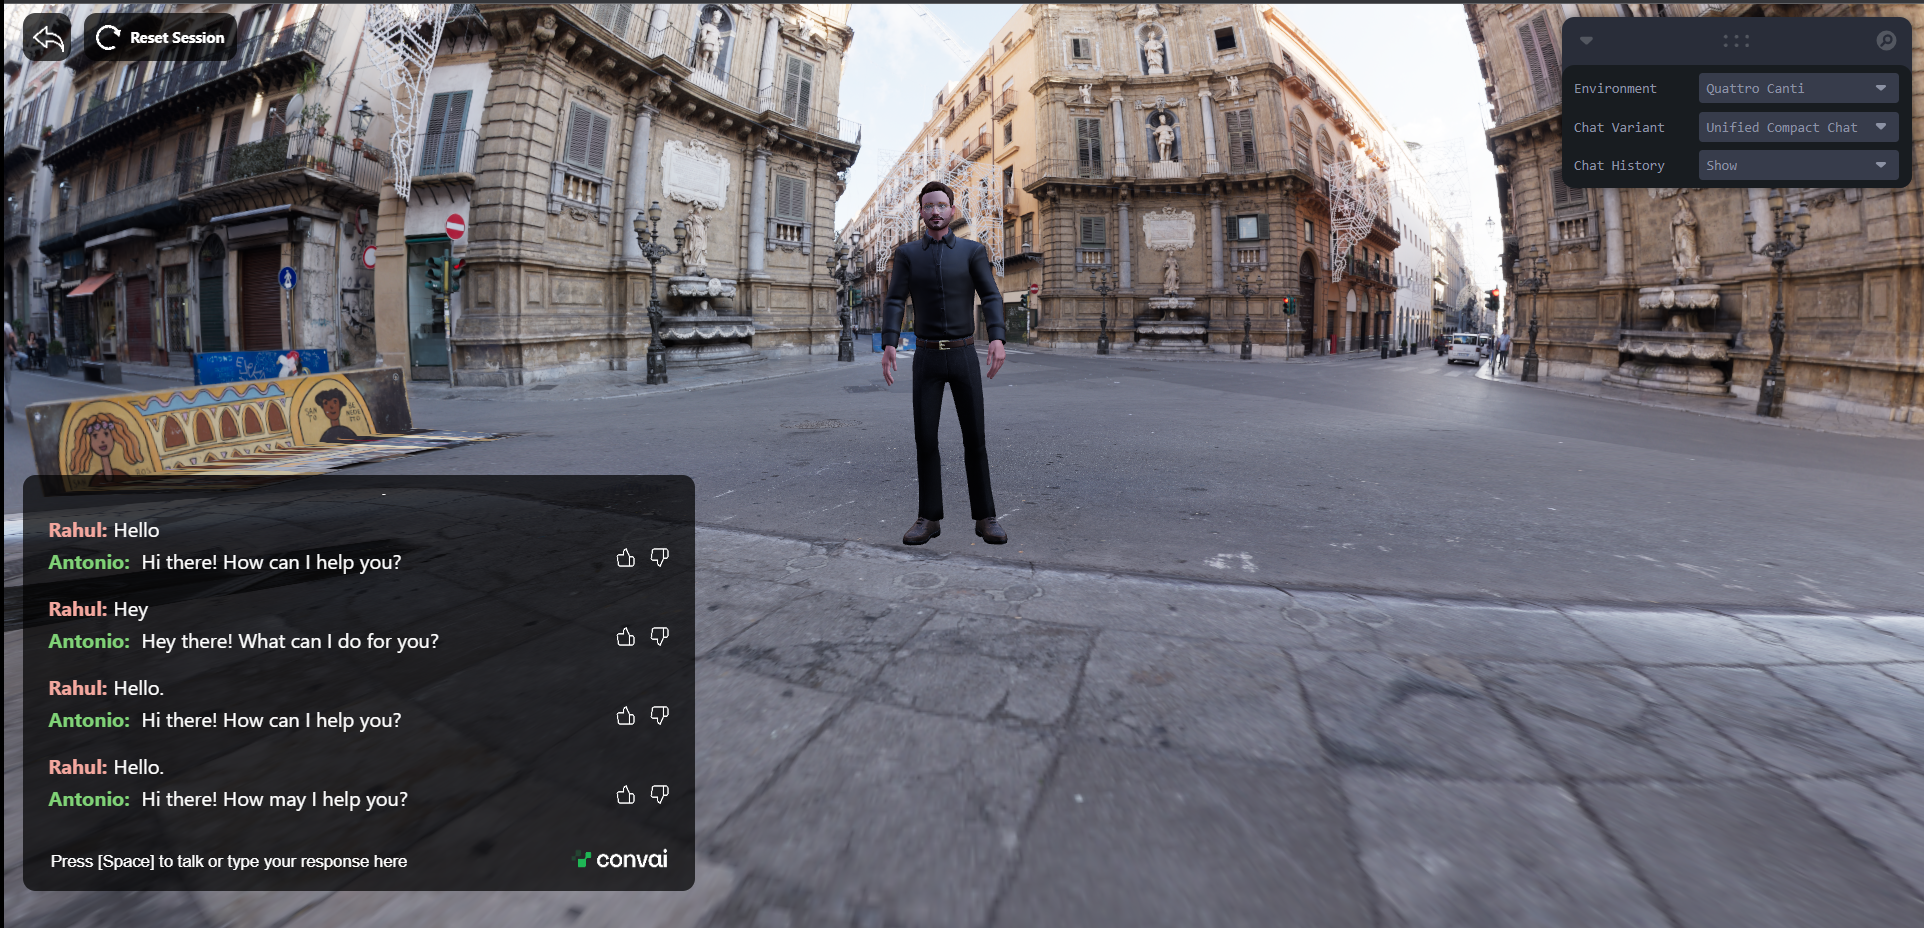 Reset Session
Environment
Quattro Canti
Chat Variant
Unified Compact Chat
Chat History
Show
Rahul: Hello
Antonio: Hi there! How can I help you?
Rahul: Hey
Antonio: Hey there! What can I do for you?
Rahul: Hello.
Antonio: Hi there! How can I help you?
Rahul: Hello.
Antonio: Hi there! How may I help you?
Press [Space] to talk or type your response here
convai